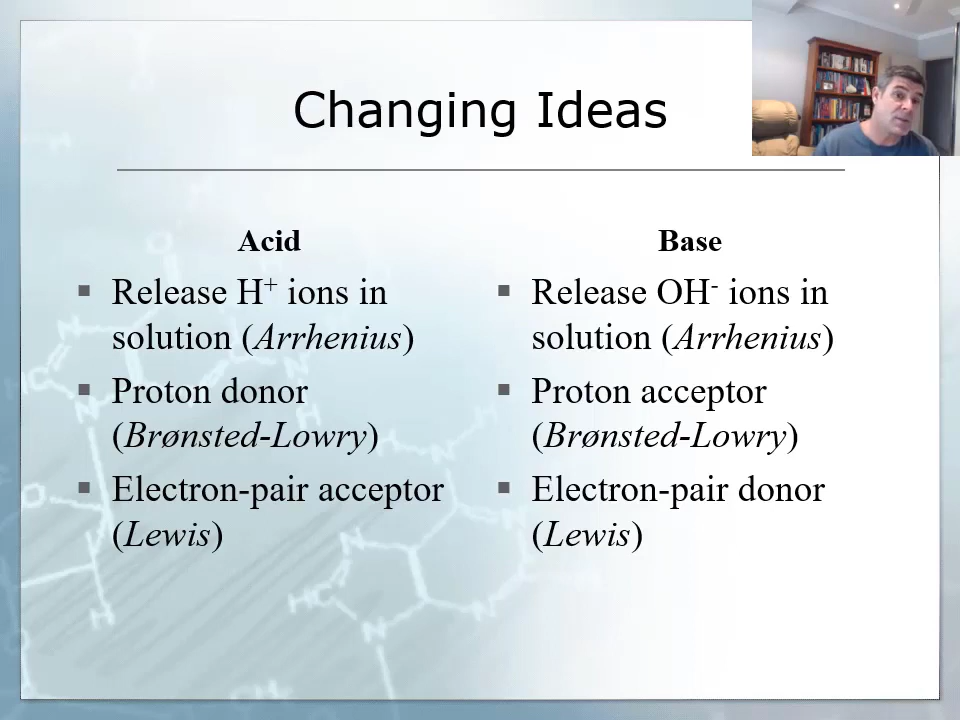 Changing Ideas
Acid
▪ Release H⁺ ions in
solution (Arrhenius)
▪ Proton donor
(Brønsted-Lowry)
▪ Electron-pair acceptor
(Lewis)
Base
▪ Release OH⁻ ions in
solution (Arrhenius)
▪ Proton acceptor
(Brønsted-Lowry)
▪ Electron-pair donor
(Lewis)